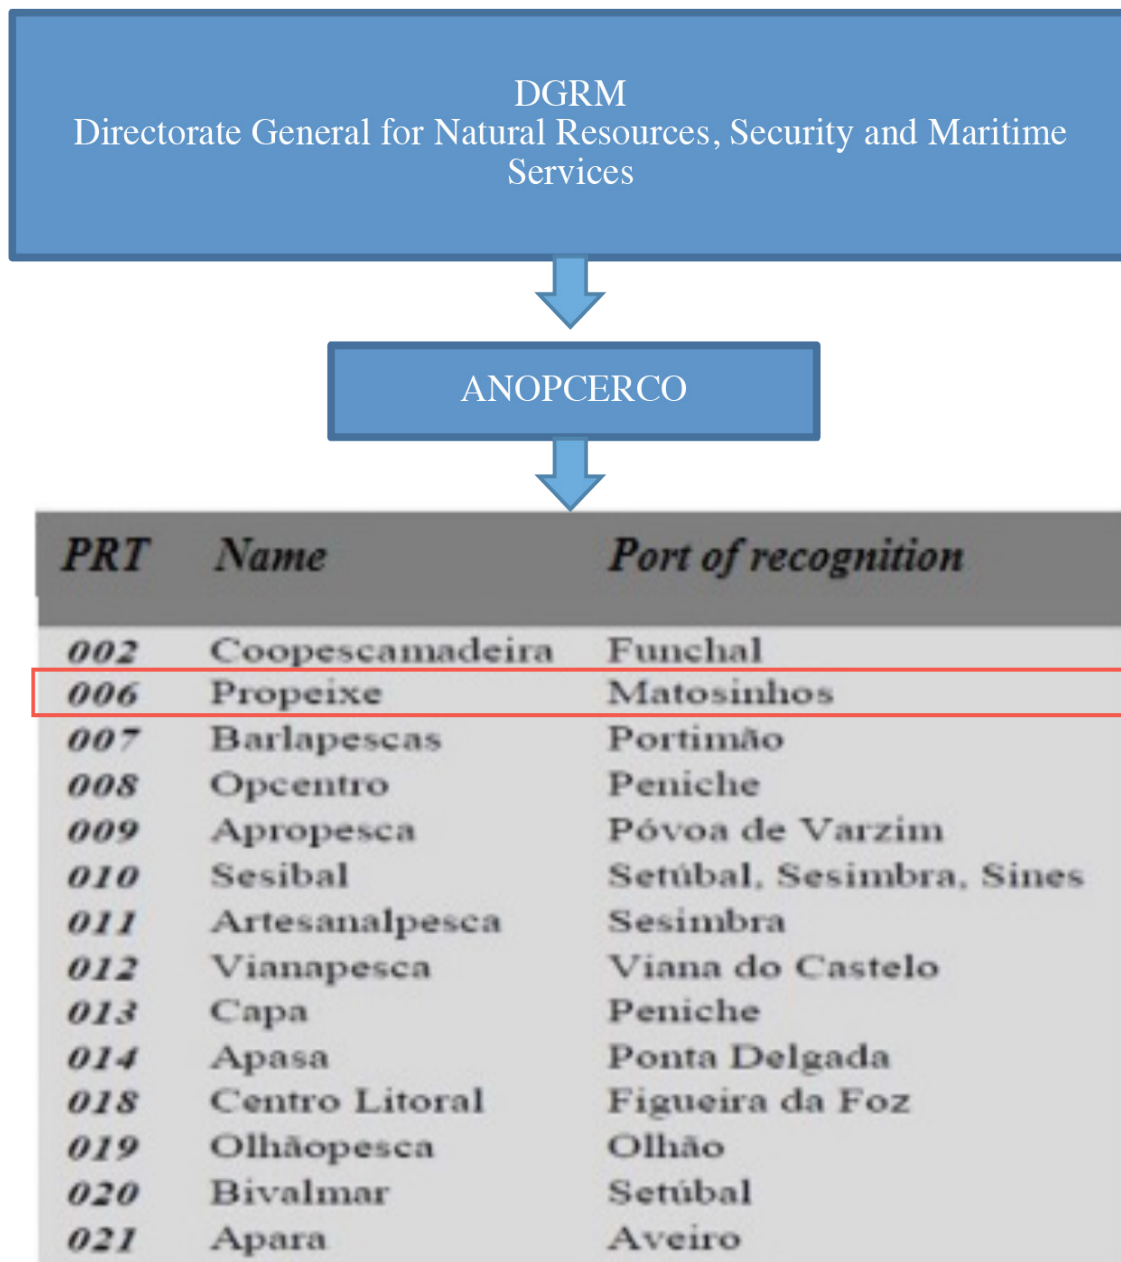 DGRM
Directorate General for Natural Resources, Security and Maritime
Services
ANOPCERCO
PRT Name Port of recognition
002 Coopescamadeira Funchal
006 Propeixe Matosinhos
007 Barlapescas Portimão
008 Opcentro Peniche
009 Apropesca Póvoa de Varzim
010 Sesibal Setúbal, Sesimbra, Sines
011 Artesanalpesca Sesimbra
012 Vianapesca Viana do Castelo
013 Capa Peniche
014 Apasa Ponta Delgada
018 Centro Litoral Figueira da Foz
019 Olhãopesca Olhão
020 Bivalmar Setúbal
021 Apara Aveiro